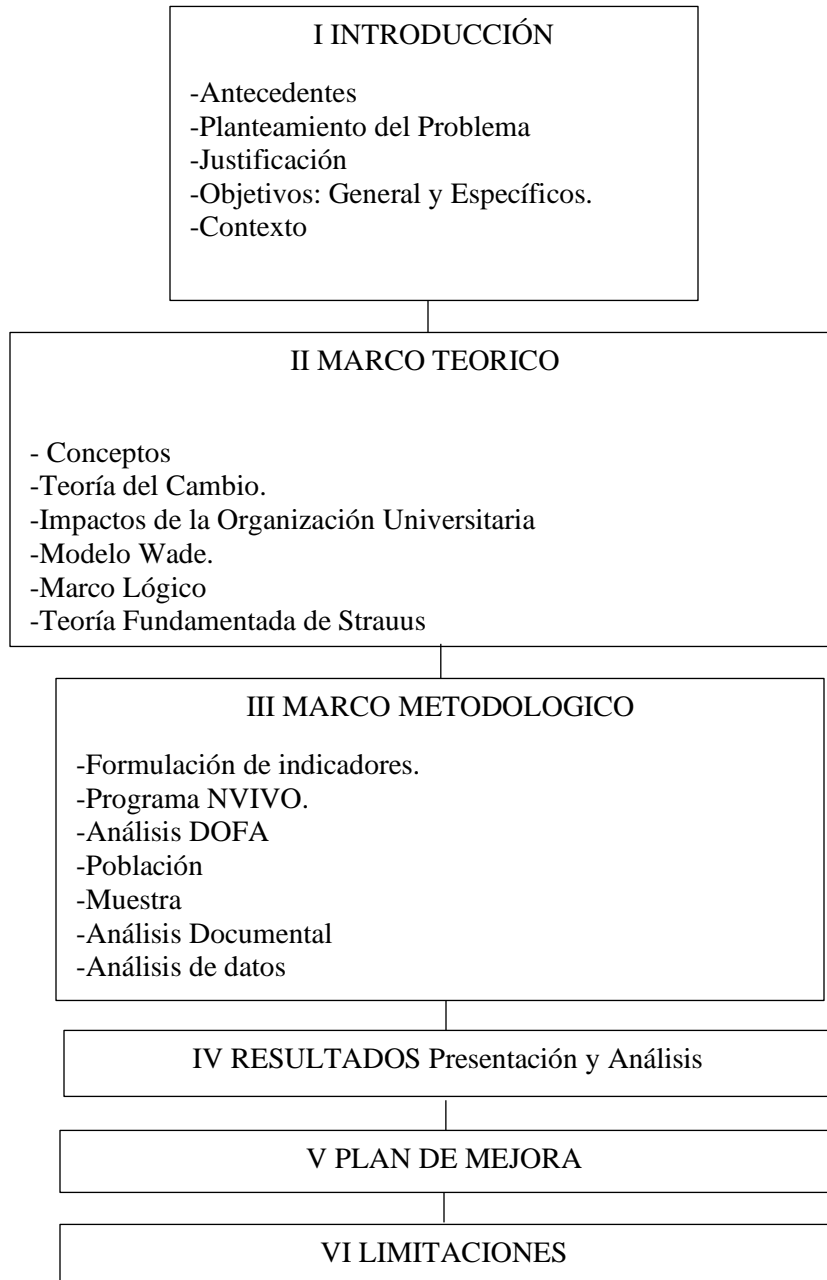 I INTRODUCCIÓN
-Antecedentes
-Planteamiento del Problema
-Justificación
-Objetivos: General y Específicos.
-Contexto
II MARCO TEORICO
- Conceptos
-Teoría del Cambio.
-Impactos de la Organización Universitaria
-Modelo Wade.
-Marco Lógico
-Teoría Fundamentada de Strauus
III MARCO METODOLOGICO
-Formulación de indicadores.
-Programa NVIVO.
-Análisis DOFA
-Población
-Muestra
-Análisis Documental
-Análisis de datos
IV RESULTADOS Presentación y Análisis
V PLAN DE MEJORA
VI LIMITACIONES